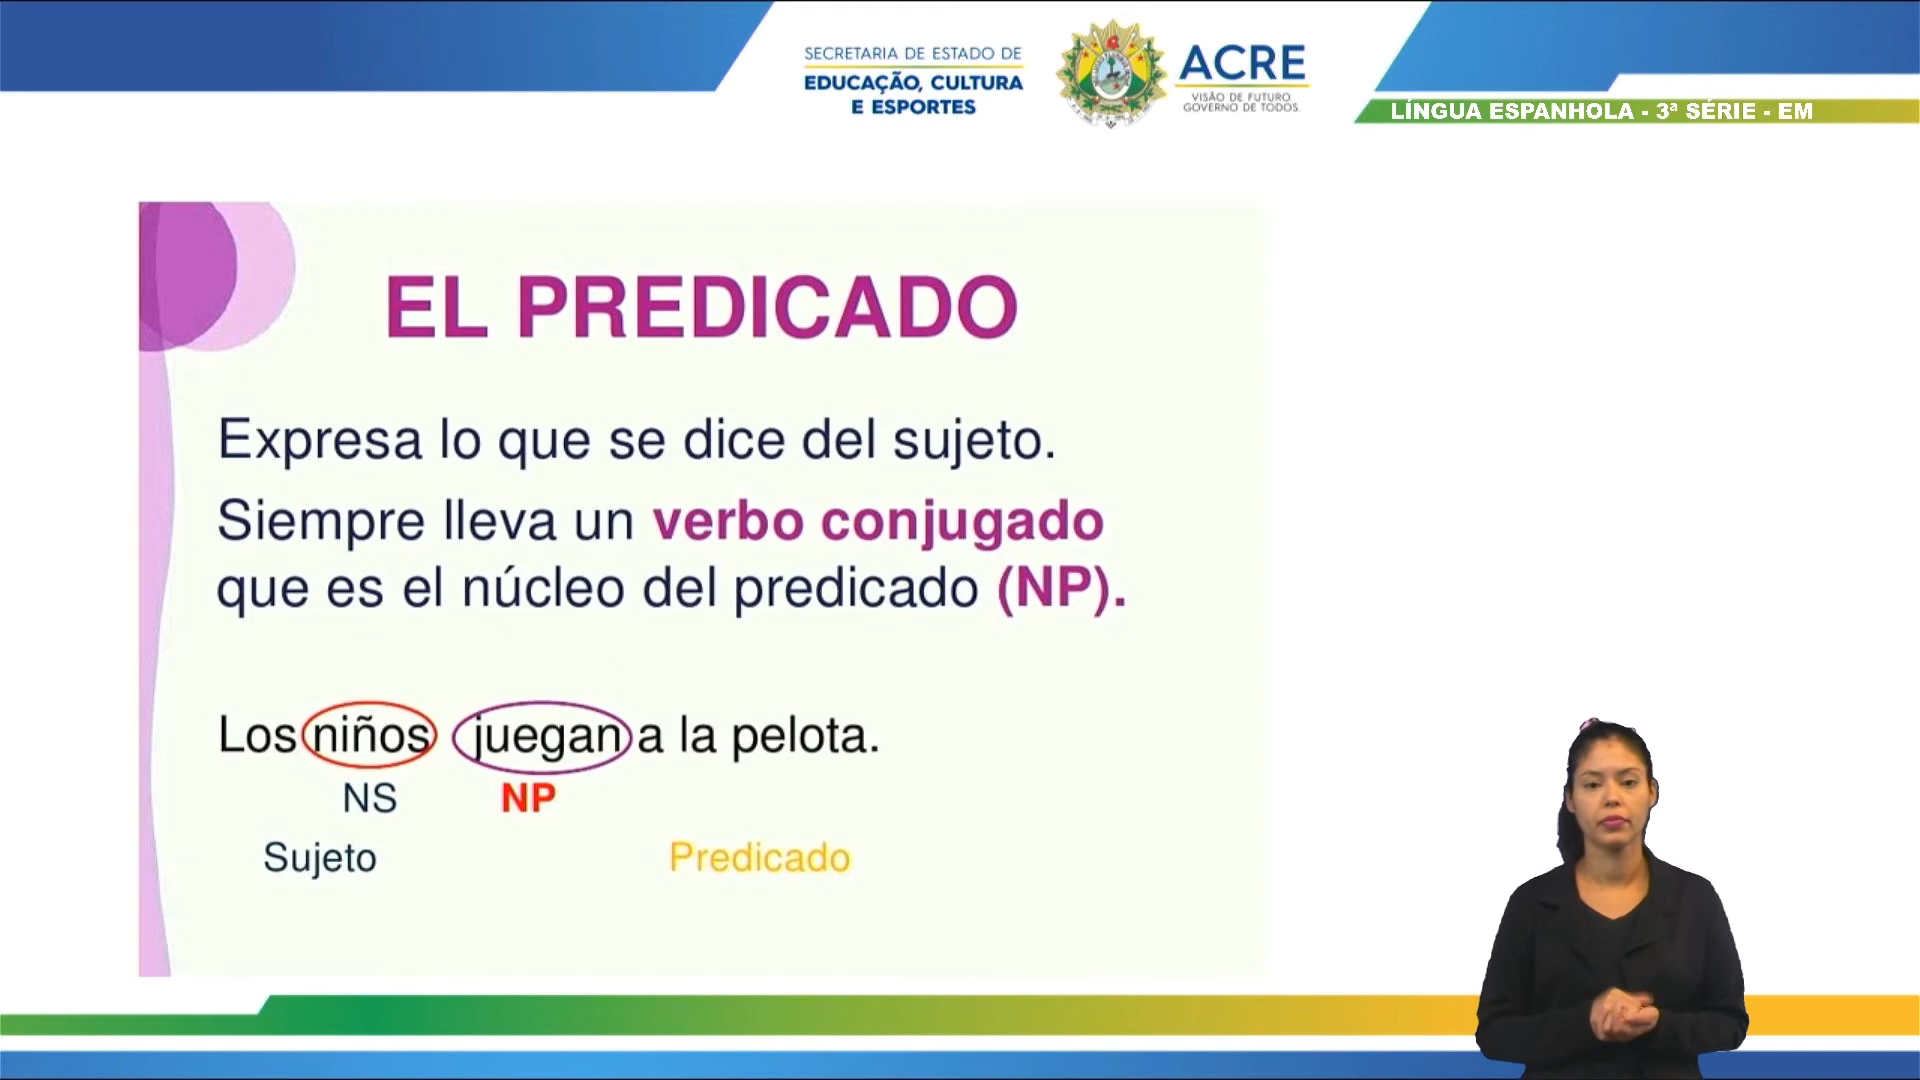 SECRETARIA DE ESTADO DE
EDUCAÇÃO, CULTURA
E ESPORTES
ACRE
VISÃO DE FUTURO
GOVERNO DE TODOS
LÍNGUA ESPANHOLA - 3ª SÉRIE - EM
EL PREDICADO
Expresa lo que se dice del sujeto.
Siempre lleva un verbo conjugado
que es el núcleo del predicado (NP).
Los niños juegan a la pelota.
NS NP
Sujeto Predicado